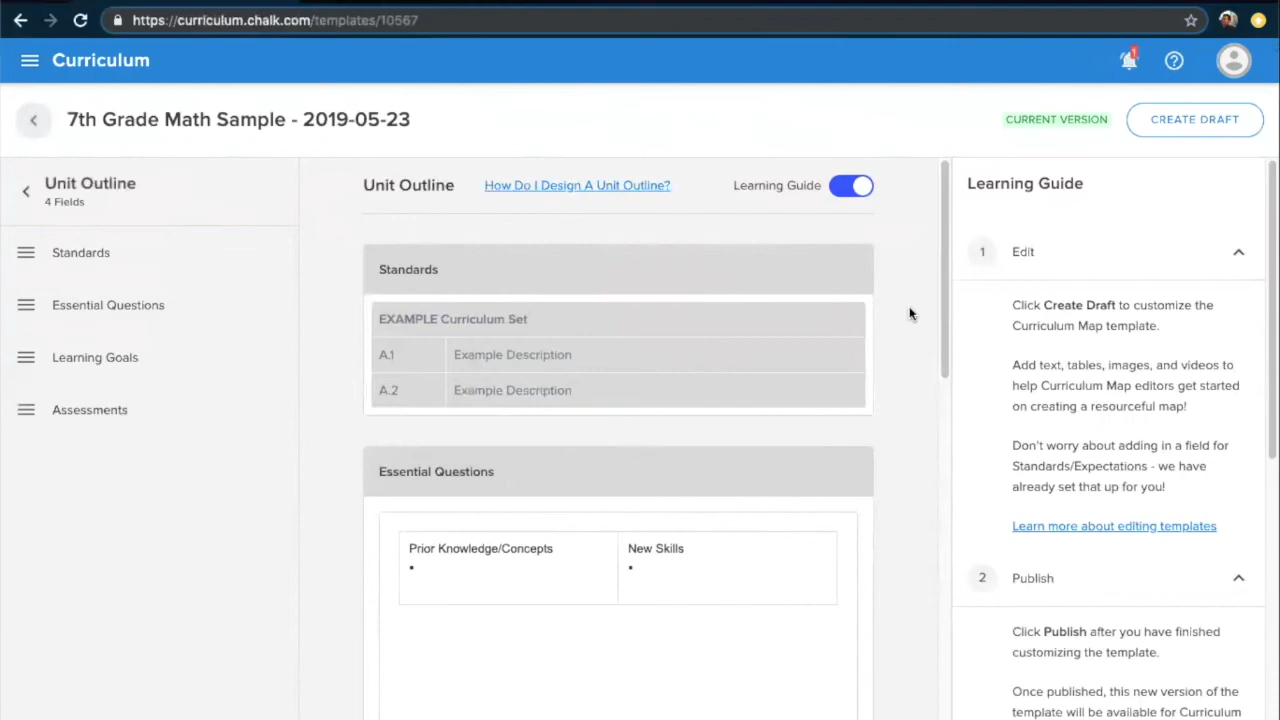 https://curriculum.chalk.com/templates/10567
Curriculum
1
7th Grade Math Sample - 2019-05-23
CURRENT VERSION
CREATE DRAFT
Unit Outline
4 Fields
Standards
Essential Questions
Learning Goals
Assessments
Unit Outline
How Do I Design A Unit Outline?
Learning Guide
Standards
EXAMPLE Curriculum Set
A.1 Example Description
A.2 Example Description
Essential Questions
Prior Knowledge/Concepts
New Skills
Learning Guide
1 Edit
Click Create Draft to customize the
Curriculum Map template.
Add text, tables, images, and videos to
help Curriculum Map editors get started
on creating a resourceful map!
Don't worry about adding in a field for
Standards/Expectations - we have
already set that up for you!
Learn more about editing templates
2 Publish
Click Publish after you have finished
customizing the template.
Once published, this new version of the
template will be available for Curriculum